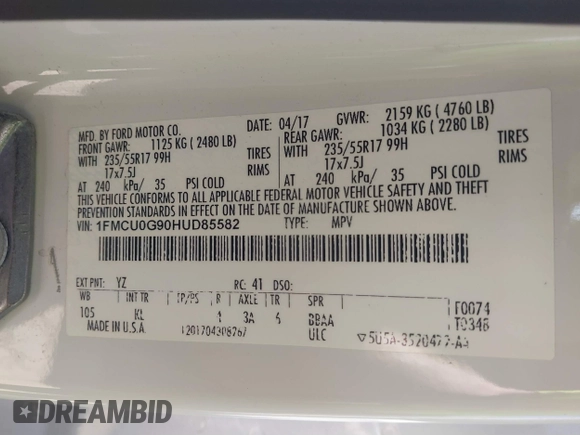 MFD. BY FORD MOTOR CO. 04/17 GVWR: 2159 KG ( 4760 LB)
FRONT GAWR: 1125 KG ( 2480 LB) REAR GAWR: 1034 KG ( 2280 LB)
WITH 235/55R17 99H TIRES WITH 235/55R17 99H TIRES
17x7.5J RIMS 17x7.5J RIMS
AT 240 kPa/ 35 PSI COLD AT 240 kPa/ 35 PSI COLD
THIS VEHICLE CONFORMS TO ALL APPLICABLE FEDERAL MOTOR VEHICLE SAFETY AND THEFT
PREVENTION STANDARDS IN EFFECT ON THE DATE OF MANUFACTURE SHOWN ABOVE.
VIN: 1FMCU0G90HUD85582 TYPE: MPV
EXT PNT: YZ RC: 41 DSO:
WB INT TR TP/PS R AXLE TR SPR
105 KL 1 3A 6 BBAA
MADE IN U.S.A. ULC
F0074
T0348
DREAMBID